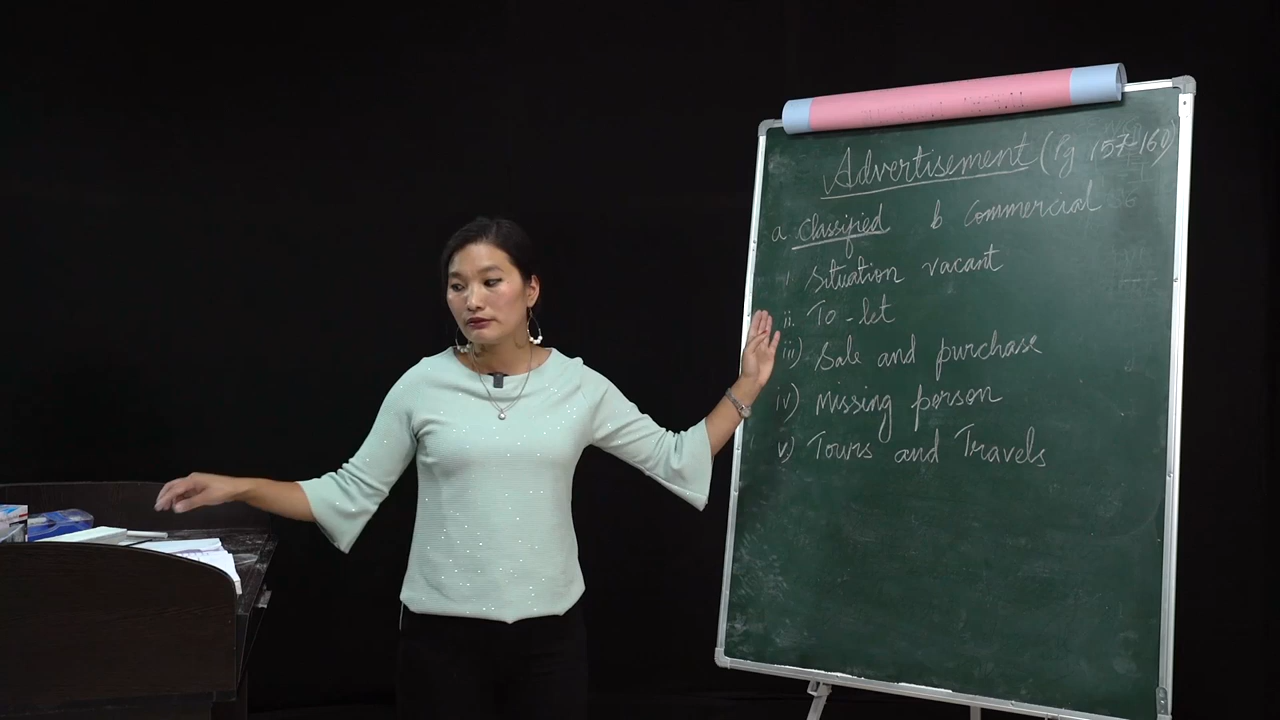 Advertisement (Pg 157-160)
a Classified b Commercial
i Situation vacant
ii. To-let
iii) Sale and purchase
iv) Missing person
v) Tours and Travels